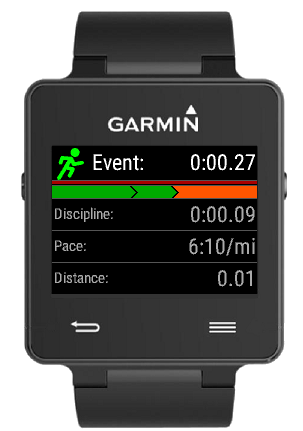 GARMIN
Event: 0:00.27
Discipline: 0:00.09
Pace: 6:10/mi
Distance: 0.01